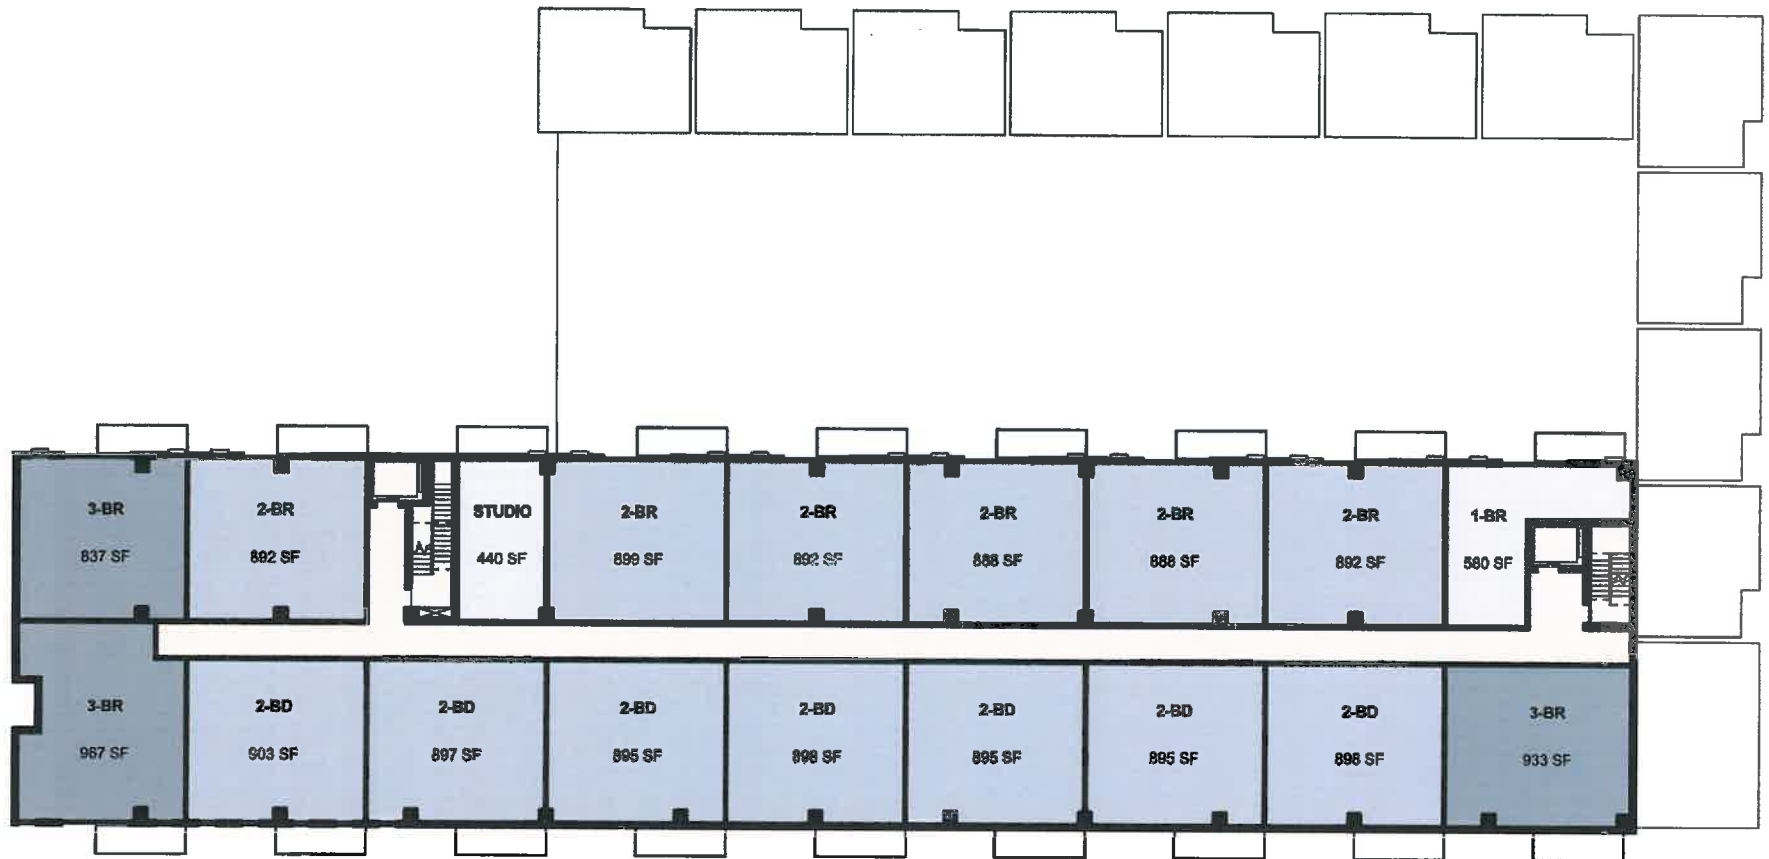 3-BR
837 SF
2-BR
892 SF
STUDIO
440 SF
2-BR
899 SF
2-BR
892 SF
2-BR
888 SF
2-BR
888 SF
2-BR
892 SF
1-BR
580 SF
3-BR
967 SF
2-BD
903 SF
2-BD
897 SF
2-BD
895 SF
2-BD
898 SF
2-BD
895 SF
2-BD
895 SF
2-BD
898 SF
3-BR
933 SF